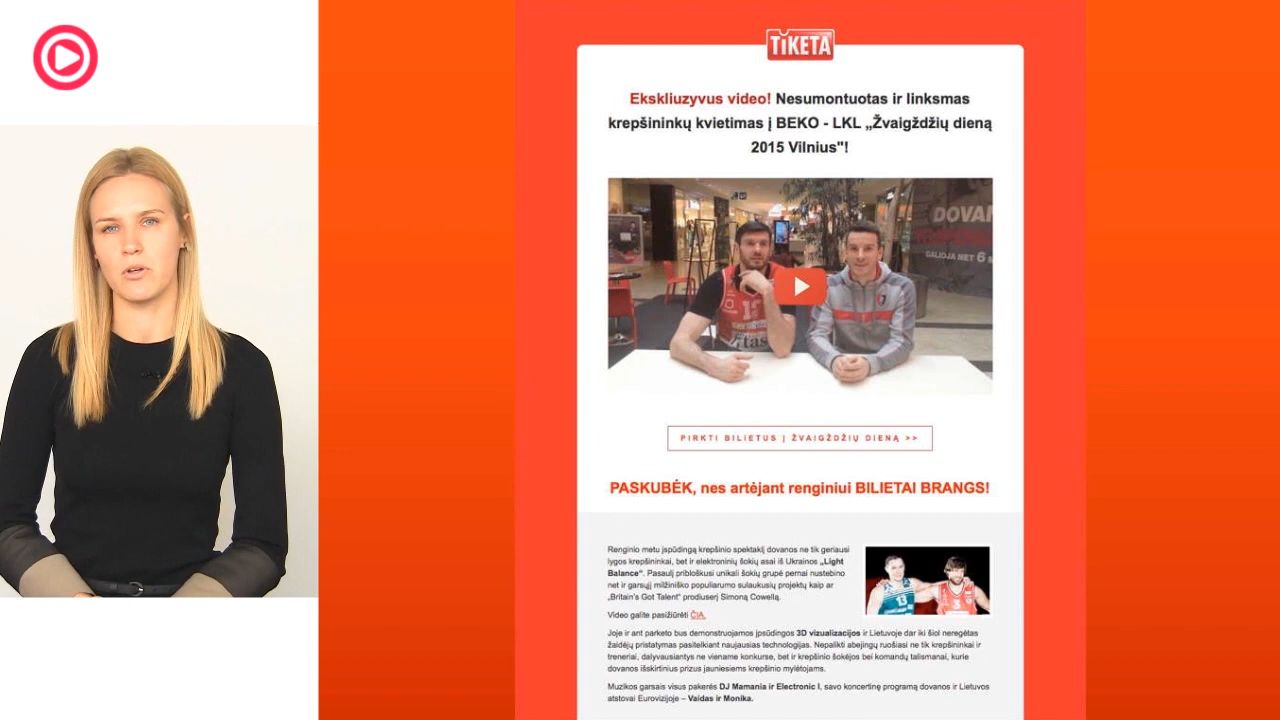 TiKETA
Ekskliuzyvus video! Nesumontuotas ir linksmas
krepšininkų kvietimas į BEKO - LKL „Žvaigždžių dieną
2015 Vilnius"!
DOVAN
GALIOJA NET 6
PIRKTI BILIETUS Į ŽVAIGŽDŽIŲ DIENĄ >>
PASKUBĖK, nes artėjant renginiui BILIETAI BRANGS!
Renginio metu įspūdingą krepšinio spektaklį dovanos ne tik geriausi
lygos krepšininkai, bet ir elektroninių šokių asai iš Ukrainos „Light
Balance“. Pasaulį pribloškusi unikali šokių grupė pernai nustebino
net ir garsųjį milžiniško populiarumo sulaukusių projektų kaip ar
„Britain's Got Talent“ prodiuserį Simoną Cowellą.
Video galite pasižiūrėti ČIA.
Joje ir ant parketo bus demonstruojamos įpsūdingos 3D vizualizacijos ir Lietuvoje dar iki šiol neregėtas
žaidėjų pristatymas pasitelkiant naujausias technologijas. Nepalikti abejingų ruošiasi ne tik krepšininkai ir
treneriai, dalyvausiantys ne viename konkurse, bet ir krepšinio šokėjos bei komandų talismanai, kurie
dovanos išskirtinius prizus jauniesiems krepšinio mylėtojams.
Muzikos garsais visus pakerės DJ Mamania ir Electronic I, savo koncertinę programą dovanos ir Lietuvos
atstovai Eurovizijoje – Vaidas ir Monika.